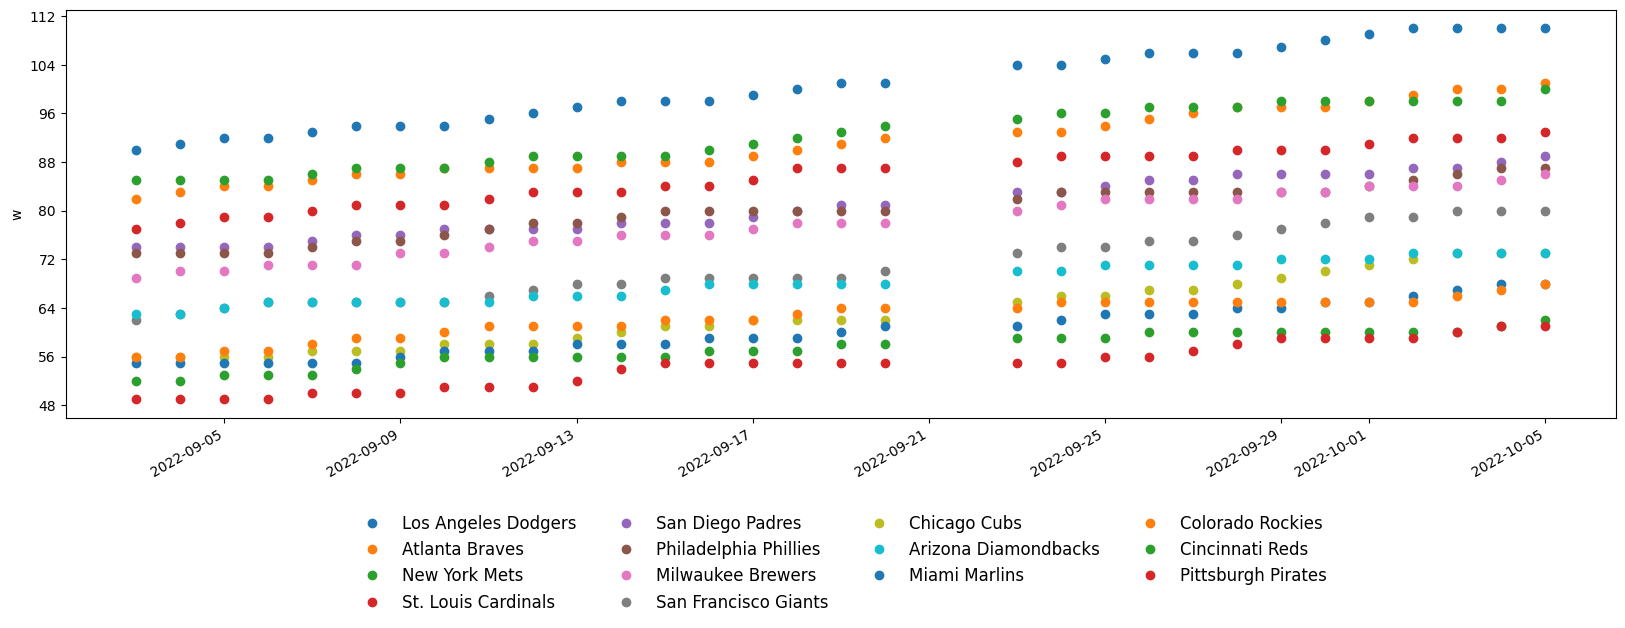 112
104
96
88
80
72
64
56
48
w
2022-09-05
2022-09-09
2022-09-13
2022-09-17
2022-09-21
2022-09-25
2022-09-29
2022-10-01
2022-10-05
Los Angeles Dodgers
Atlanta Braves
New York Mets
St. Louis Cardinals
San Diego Padres
Philadelphia Phillies
Milwaukee Brewers
San Francisco Giants
Chicago Cubs
Arizona Diamondbacks
Miami Marlins
Colorado Rockies
Cincinnati Reds
Pittsburgh Pirates